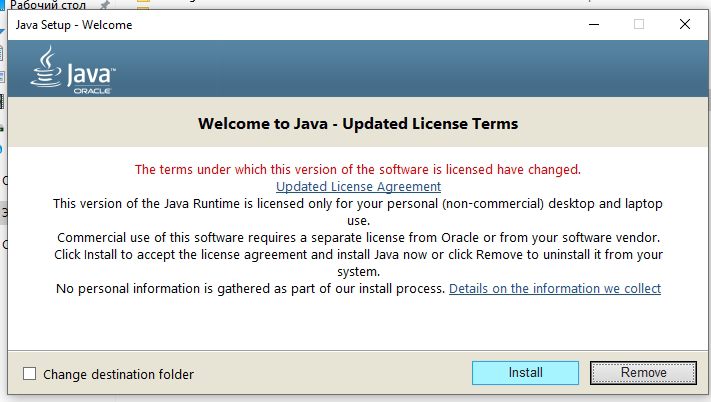 Рабочий стол
Java Setup - Welcome
Java™
ORACLE
Welcome to Java - Updated License Terms
The terms under which this version of the software is licensed have changed.
Updated License Agreement
This version of the Java Runtime is licensed only for your personal (non-commercial) desktop and laptop
use.
Commercial use of this software requires a separate license from Oracle or from your software vendor.
Click Install to accept the license agreement and install Java now or click Remove to uninstall it from your
system.
No personal information is gathered as part of our install process. Details on the information we collect
Change destination folder
Install
Remove